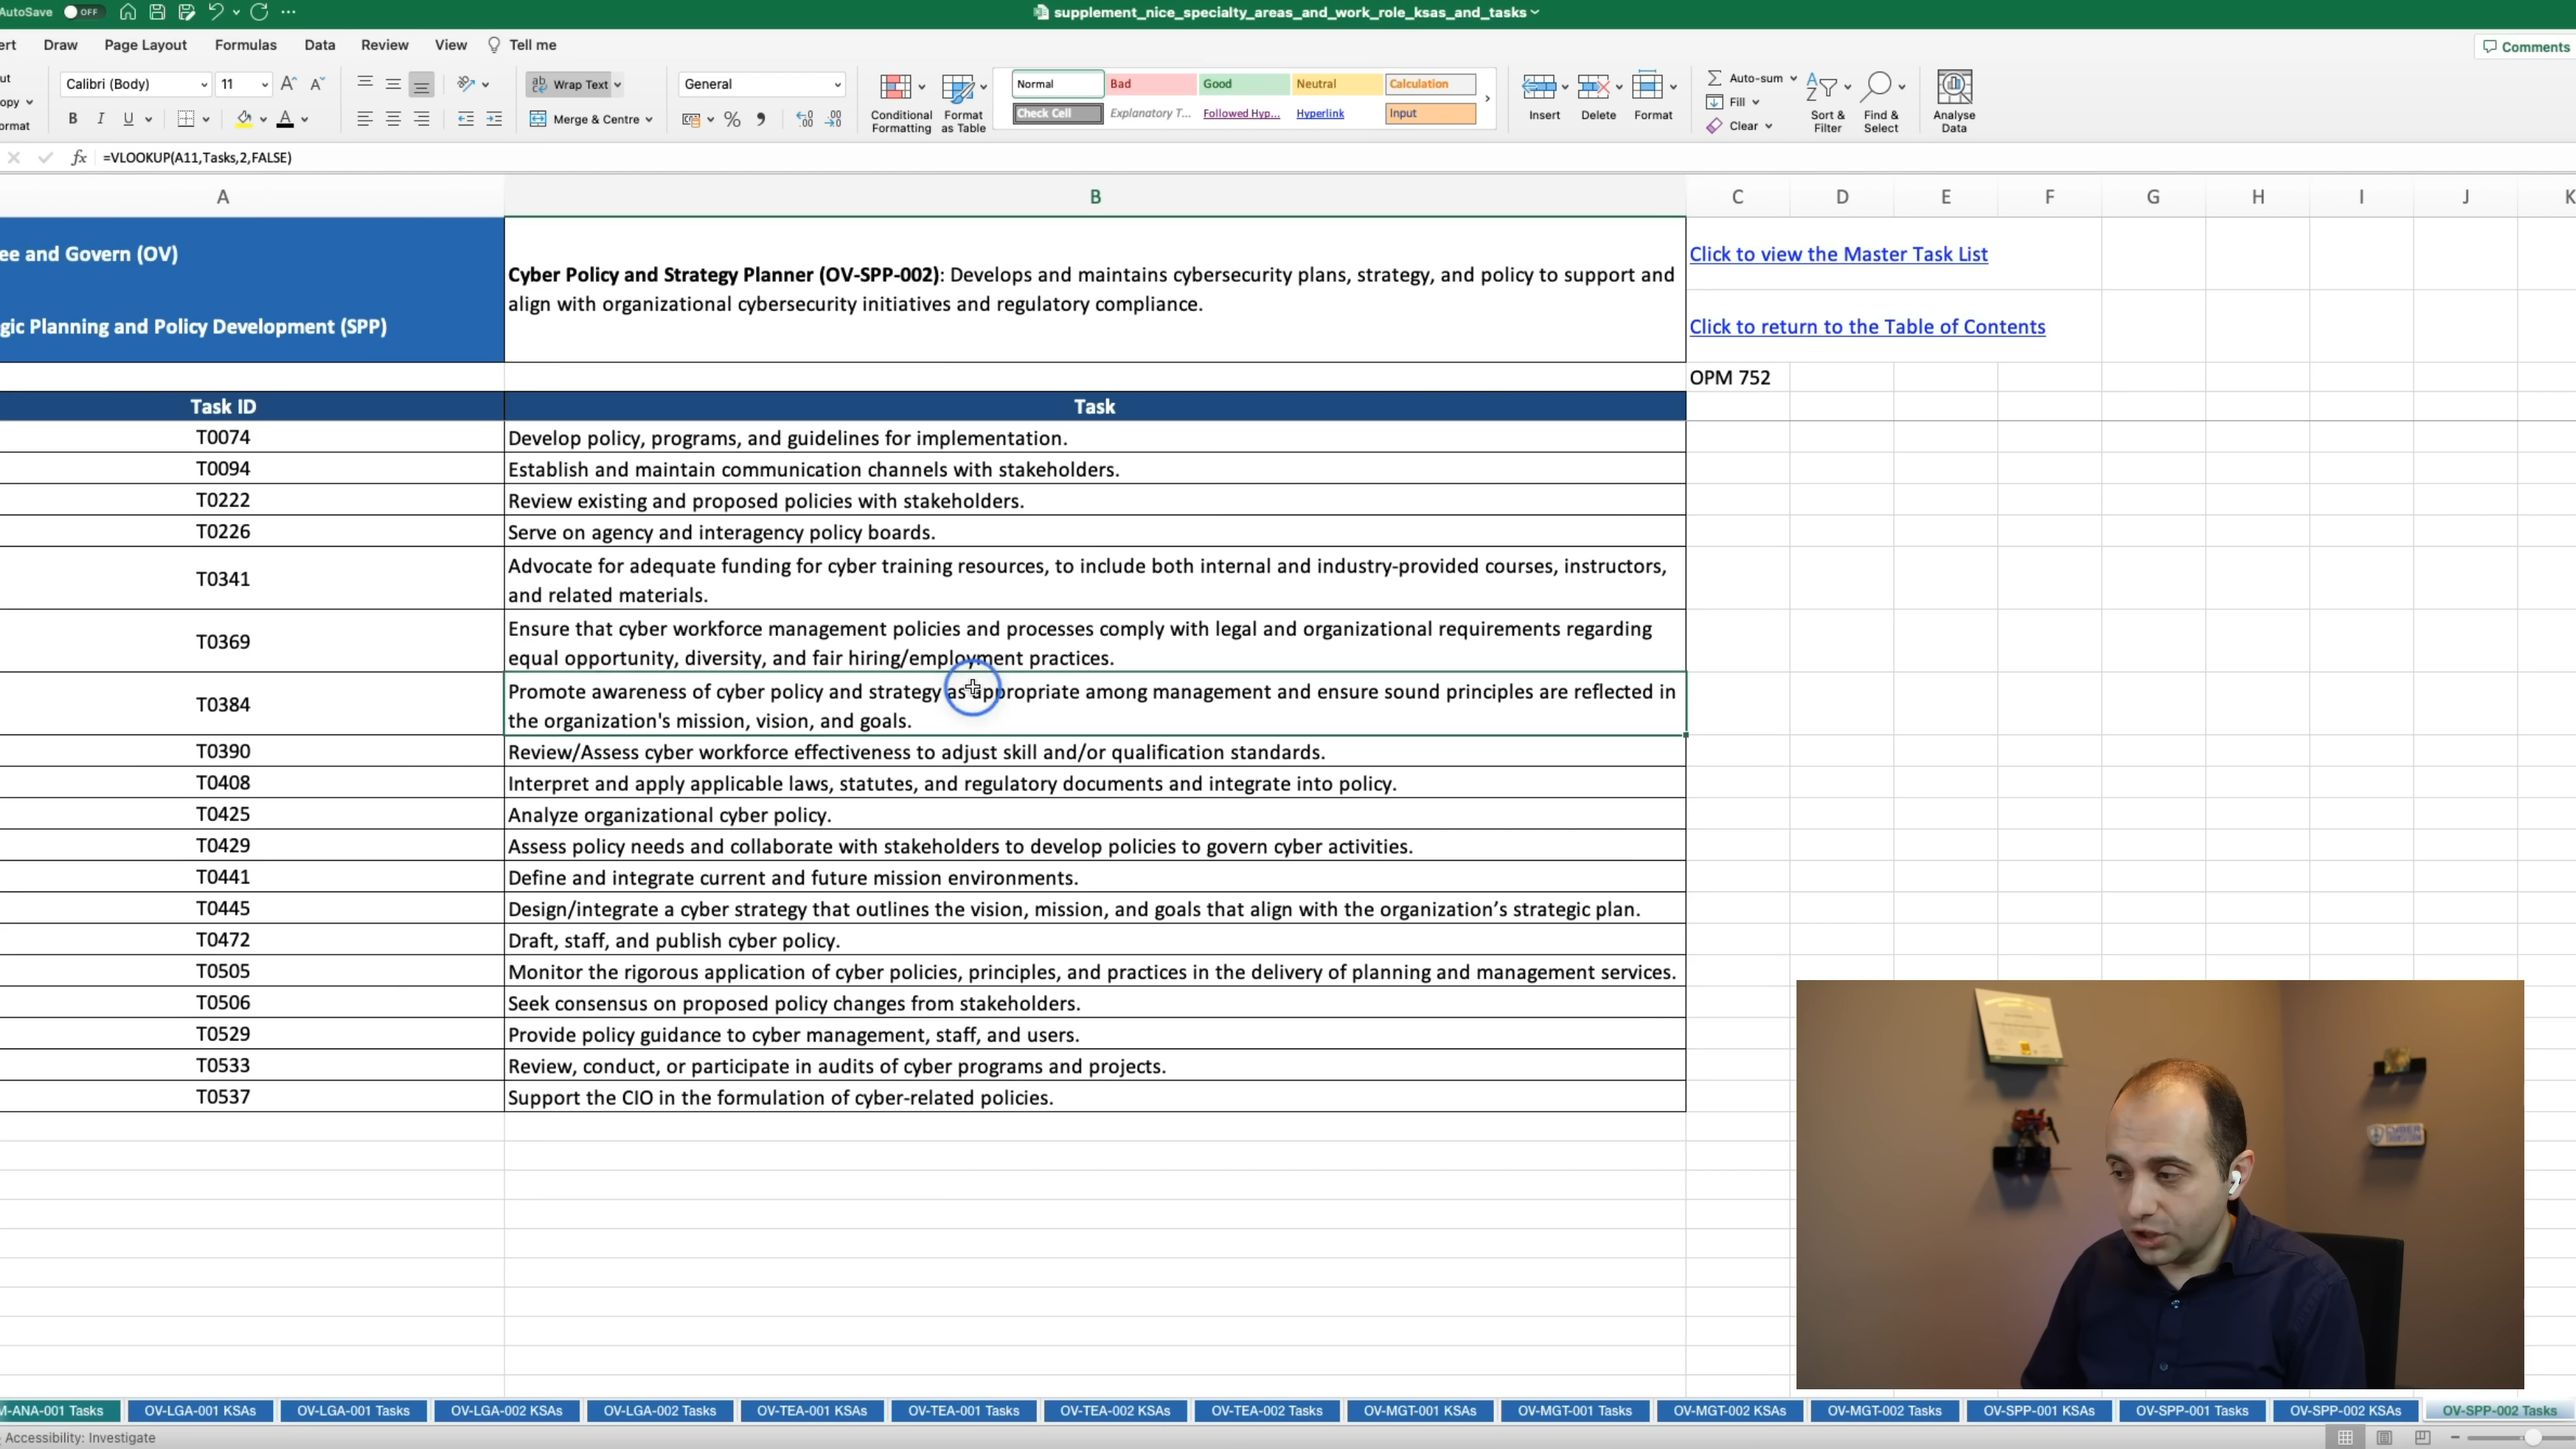 AutoSave OFF
supplement_nice_specialty_areas_and_work_role_ksas_and_tasks
ert Draw Page Layout Formulas Data Review View Tell me
Comments
ut
opy
ormat
Calibri (Body) 11
Wrap Text
Merge & Centre
General
Conditional Formatting
Format as Table
Normal Bad Good Neutral Calculation
Check Cell Explanatory T... Followed Hyp... Hyperlink Input
Insert Delete Format
Auto-sum
Fill
Clear
Sort & Filter
Find & Select
Analyse Data
fx =VLOOKUP(A11,Tasks,2,FALSE)
A B C D E F G H I J K
ee and Govern (OV)
gic Planning and Policy Development (SPP)
Cyber Policy and Strategy Planner (OV-SPP-002): Develops and maintains cybersecurity plans, strategy, and policy to support and
align with organizational cybersecurity initiatives and regulatory compliance.
Click to view the Master Task List
Click to return to the Table of Contents
OPM 752
Task ID Task
T0074 Develop policy, programs, and guidelines for implementation.
T0094 Establish and maintain communication channels with stakeholders.
T0222 Review existing and proposed policies with stakeholders.
T0226 Serve on agency and interagency policy boards.
T0341 Advocate for adequate funding for cyber training resources, to include both internal and industry-provided courses, instructors,
and related materials.
T0369 Ensure that cyber workforce management policies and processes comply with legal and organizational requirements regarding
equal opportunity, diversity, and fair hiring/employment practices.
T0384 Promote awareness of cyber policy and strategy as appropriate among management and ensure sound principles are reflected in
the organization's mission, vision, and goals.
T0390 Review/Assess cyber workforce effectiveness to adjust skill and/or qualification standards.
T0408 Interpret and apply applicable laws, statutes, and regulatory documents and integrate into policy.
T0425 Analyze organizational cyber policy.
T0429 Assess policy needs and collaborate with stakeholders to develop policies to govern cyber activities.
T0441 Define and integrate current and future mission environments.
T0445 Design/integrate a cyber strategy that outlines the vision, mission, and goals that align with the organization’s strategic plan.
T0472 Draft, staff, and publish cyber policy.
T0505 Monitor the rigorous application of cyber policies, principles, and practices in the delivery of planning and management services.
T0506 Seek consensus on proposed policy changes from stakeholders.
T0529 Provide policy guidance to cyber management, staff, and users.
T0533 Review, conduct, or participate in audits of cyber programs and projects.
T0537 Support the CIO in the formulation of cyber-related policies.
M-ANA-001 Tasks OV-LGA-001 KSAs OV-LGA-001 Tasks OV-LGA-002 KSAs OV-LGA-002 Tasks OV-TEA-001 KSAs OV-TEA-001 Tasks OV-TEA-002 KSAs OV-TEA-002 Tasks OV-MGT-001 KSAs OV-MGT-001 Tasks OV-MGT-002 KSAs OV-MGT-002 Tasks OV-SPP-001 KSAs OV-SPP-001 Tasks OV-SPP-002 KSAs OV-SPP-002 Tasks
Accessibility: Investigate